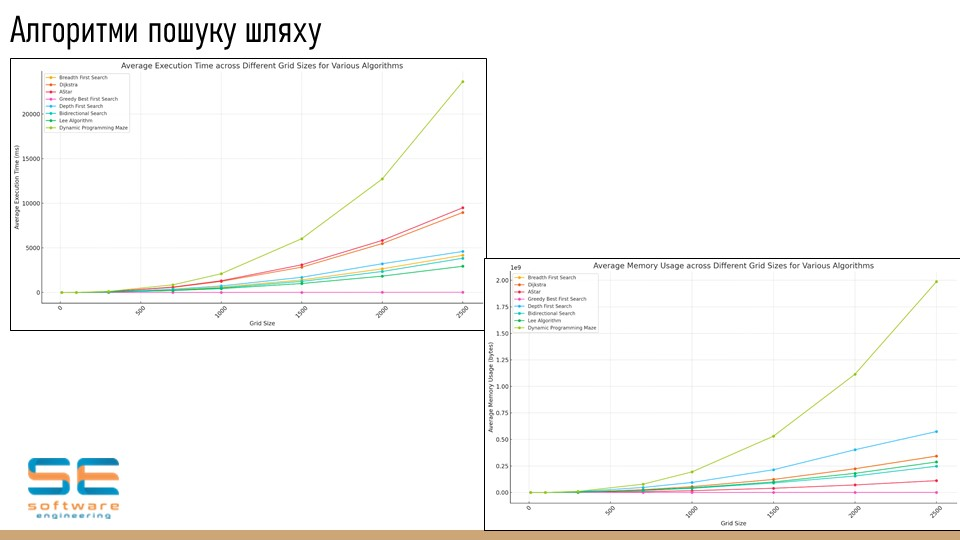 Алгоритми пошуку шляху
Average Execution Time across Different Grid Sizes for Various Algorithms
Breadth First Search
Dijkstra
AStar
Greedy Best First Search
Depth First Search
Bidirectional Search
Lee Algorithm
Dynamic Programming Maze
Average Execution Time (ms)
20000
15000
10000
5000
0
0 500 1000 1500 2000 2500
Grid Size
Average Memory Usage across Different Grid Sizes for Various Algorithms
1e9
Breadth First Search
Dijkstra
AStar
Greedy Best First Search
Depth First Search
Bidirectional Search
Lee Algorithm
Dynamic Programming Maze
Average Memory Usage (bytes)
2.00
1.75
1.50
1.25
1.00
0.75
0.50
0.25
0.00
0 500 1000 1500 2000 2500
Grid Size
SE
software
engineering